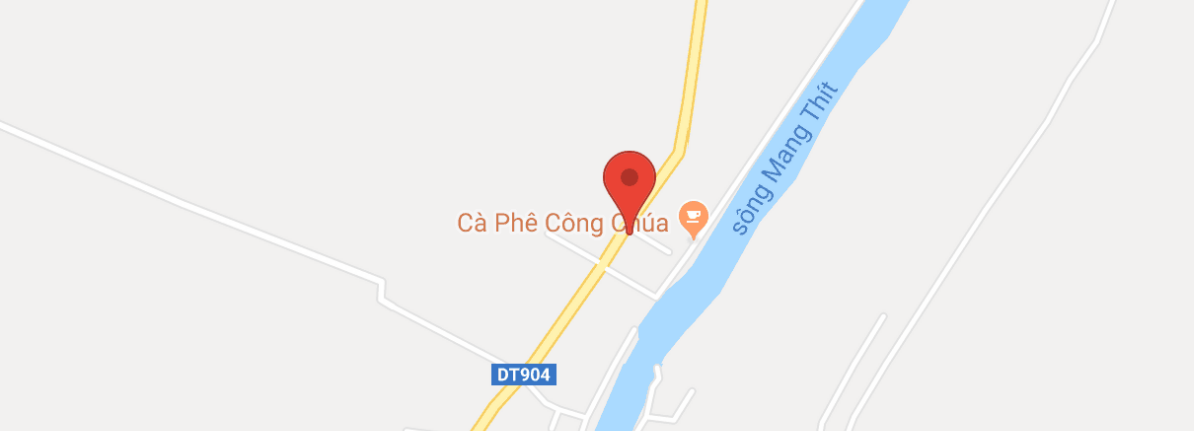 sông Mang Thít
Cà Phê Công Chúa
DT904